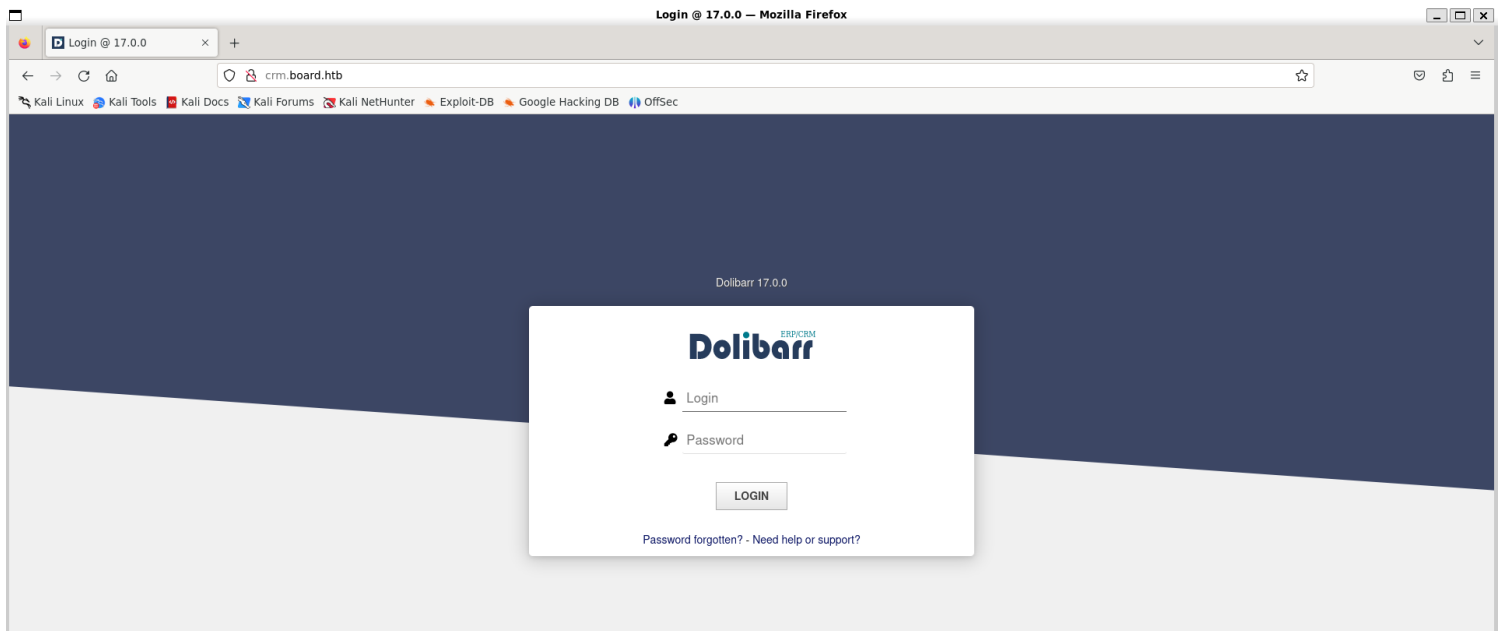 Login @ 17.0.0 — Mozilla Firefox
Login @ 17.0.0
crm.board.htb
Kali Linux Kali Tools Kali Docs Kali Forums Kali NetHunter Exploit-DB Google Hacking DB OffSec
Dolibarr 17.0.0
ERP/CRM
Dolibarr
Login
Password
LOGIN
Password forgotten? - Need help or support?